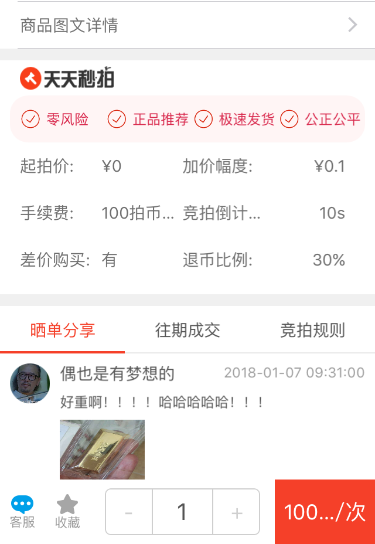 商品图文详情
天天秒拍
零风险 正品推荐 极速发货 公正公平
起拍价: ¥0 加价幅度: ¥0.1
手续费: 100拍币... 竞拍倒计... 10s
差价购买: 有 退币比例: 30%
晒单分享 往期成交 竞拍规则
偶也是有梦想的 2018-01-07 09:31:00
好重啊！！！！哈哈哈哈哈！！！
- 1 + 100.../次
客服 收藏